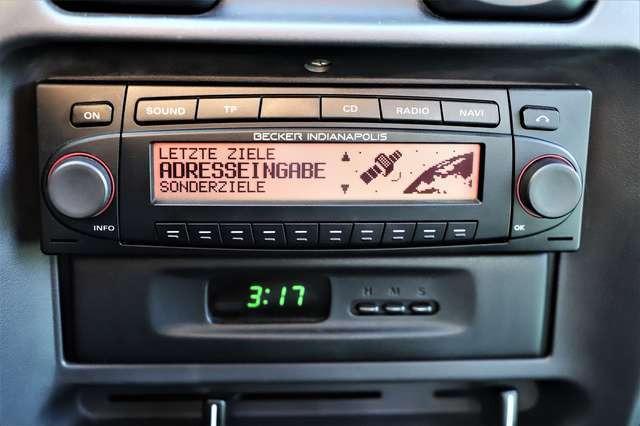 ON SOUND TP CD RADIO NAVI
BECKER INDIANAPOLIS
LETZTE ZIELE
ADRESSEINGABE
SONDERZIELE
INFO OK
3:17 H M S